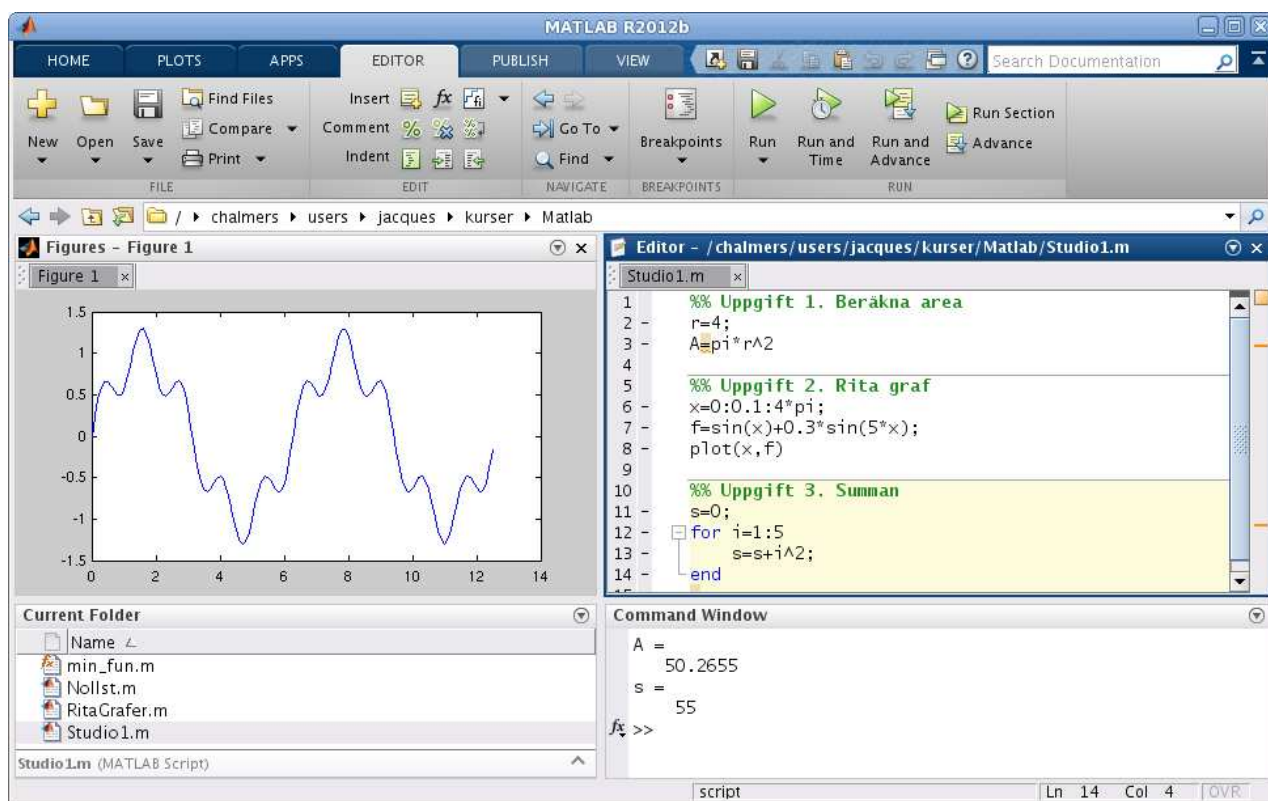 MATLAB R2012b
HOME PLOTS APPS EDITOR PUBLISH VIEW Search Documentation
New Open Save Find Files Compare Print
FILE
Insert fx
Comment
Indent
EDIT
Go To
Find
NAVIGATE
Breakpoints
BREAKPOINTS
Run Run and Time Run and Advance Run Section Advance
RUN
/ chalmers users jacques kurser Matlab
Figures - Figure 1
Figure 1
1.5
1
0.5
0
-0.5
-1
-1.5
0 2 4 6 8 10 12 14
Editor - /chalmers/users/jacques/kurser/Matlab/Studio1.m
Studio1.m
1 %% Uppgift 1. Beräkna area
2 - r=4;
3 - A=pi*r^2
4
5 %% Uppgift 2. Rita graf
6 - x=0:0.1:4*pi;
7 - f=sin(x)+0.3*sin(5*x);
8 - plot(x,f)
9
10 %% Uppgift 3. Summan
11 - s=0;
12 - for i=1:5
13 - s=s+i^2;
14 - end
Current Folder
Name
min_fun.m
Nollst.m
RitaGrafer.m
Studio1.m
Studio1.m (MATLAB Script)
Command Window
A =
50.2655
s =
55
fx >>
script Ln 14 Col 4 OVR